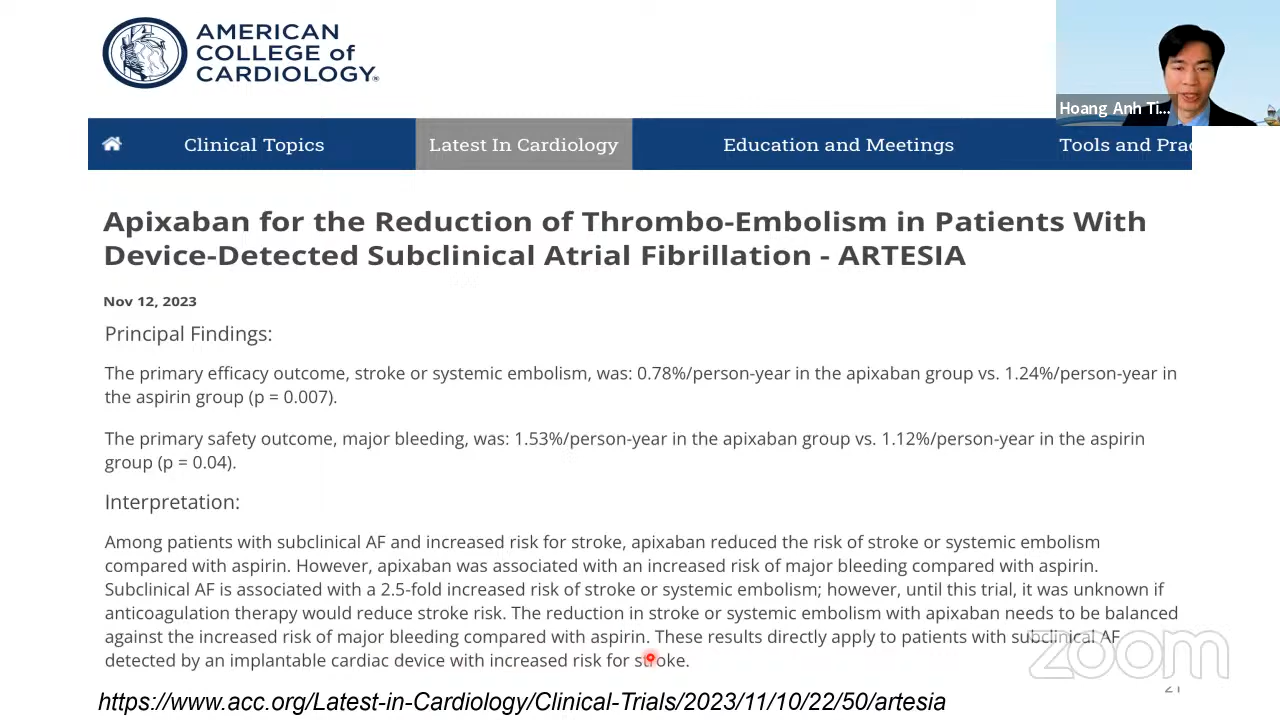 AMERICAN
COLLEGE of
CARDIOLOGY®
Hoang Anh Ti...
Clinical Topics
Latest In Cardiology
Education and Meetings
Tools and Prac
Apixaban for the Reduction of Thrombo-Embolism in Patients With
Device-Detected Subclinical Atrial Fibrillation - ARTESIA
Nov 12, 2023
Principal Findings:
The primary efficacy outcome, stroke or systemic embolism, was: 0.78%/person-year in the apixaban group vs. 1.24%/person-year in
the aspirin group (p = 0.007).
The primary safety outcome, major bleeding, was: 1.53%/person-year in the apixaban group vs. 1.12%/person-year in the aspirin
group (p = 0.04).
Interpretation:
Among patients with subclinical AF and increased risk for stroke, apixaban reduced the risk of stroke or systemic embolism
compared with aspirin. However, apixaban was associated with an increased risk of major bleeding compared with aspirin.
Subclinical AF is associated with a 2.5-fold increased risk of stroke or systemic embolism; however, until this trial, it was unknown if
anticoagulation therapy would reduce stroke risk. The reduction in stroke or systemic embolism with apixaban needs to be balanced
against the increased risk of major bleeding compared with aspirin. These results directly apply to patients with subclinical AF
detected by an implantable cardiac device with increased risk for stroke.
zoom
21
https://www.acc.org/Latest-in-Cardiology/Clinical-Trials/2023/11/10/22/50/artesia